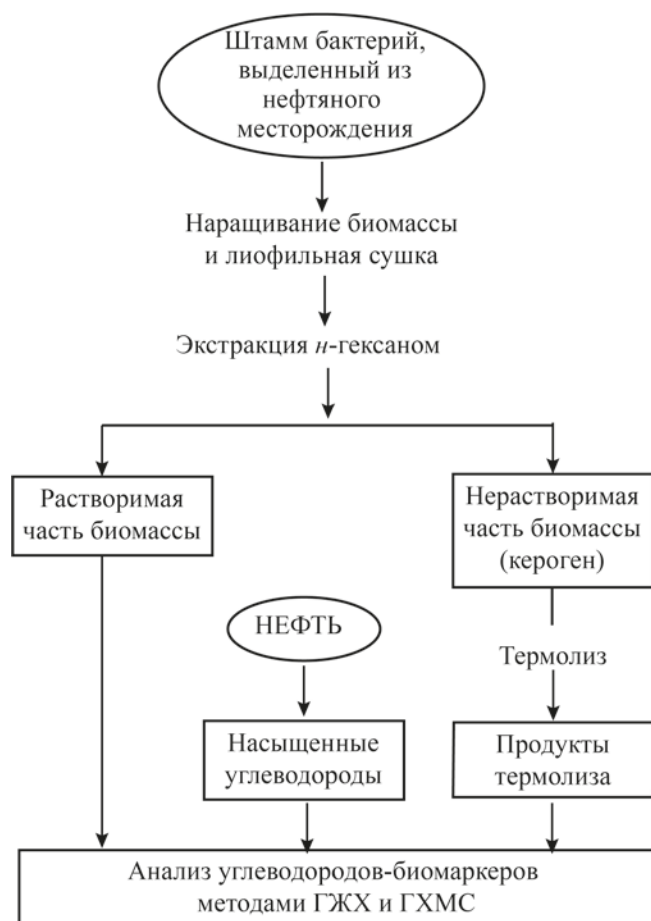 Штамм бактерий,
выделенный из
нефтяного
месторождения
Наращивание биомассы
и лиофильная сушка
Экстракция н-гексаном
Растворимая
часть биомассы
Нерастворимая
часть биомассы
(кероген)
НЕФТЬ
Термолиз
Насыщенные
углеводороды
Продукты
термолиза
Анализ углеводородов-биомаркеров
методами ГЖХ и ГХМС